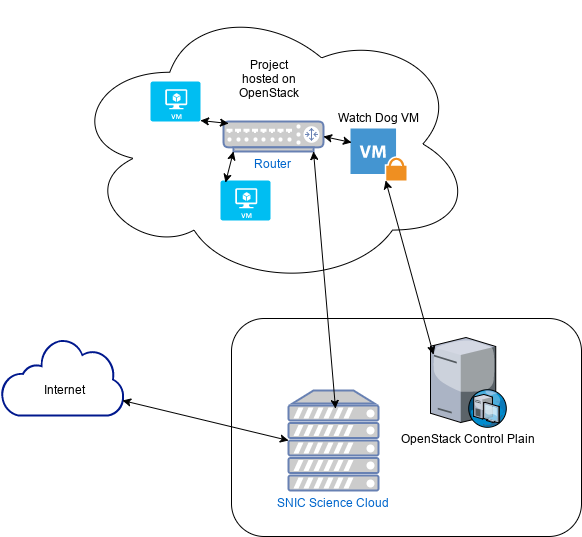 Project
hosted on
OpenStack
VM
Watch Dog VM
VM
Router
VM
Internet
OpenStack Control Plain
SNIC Science Cloud